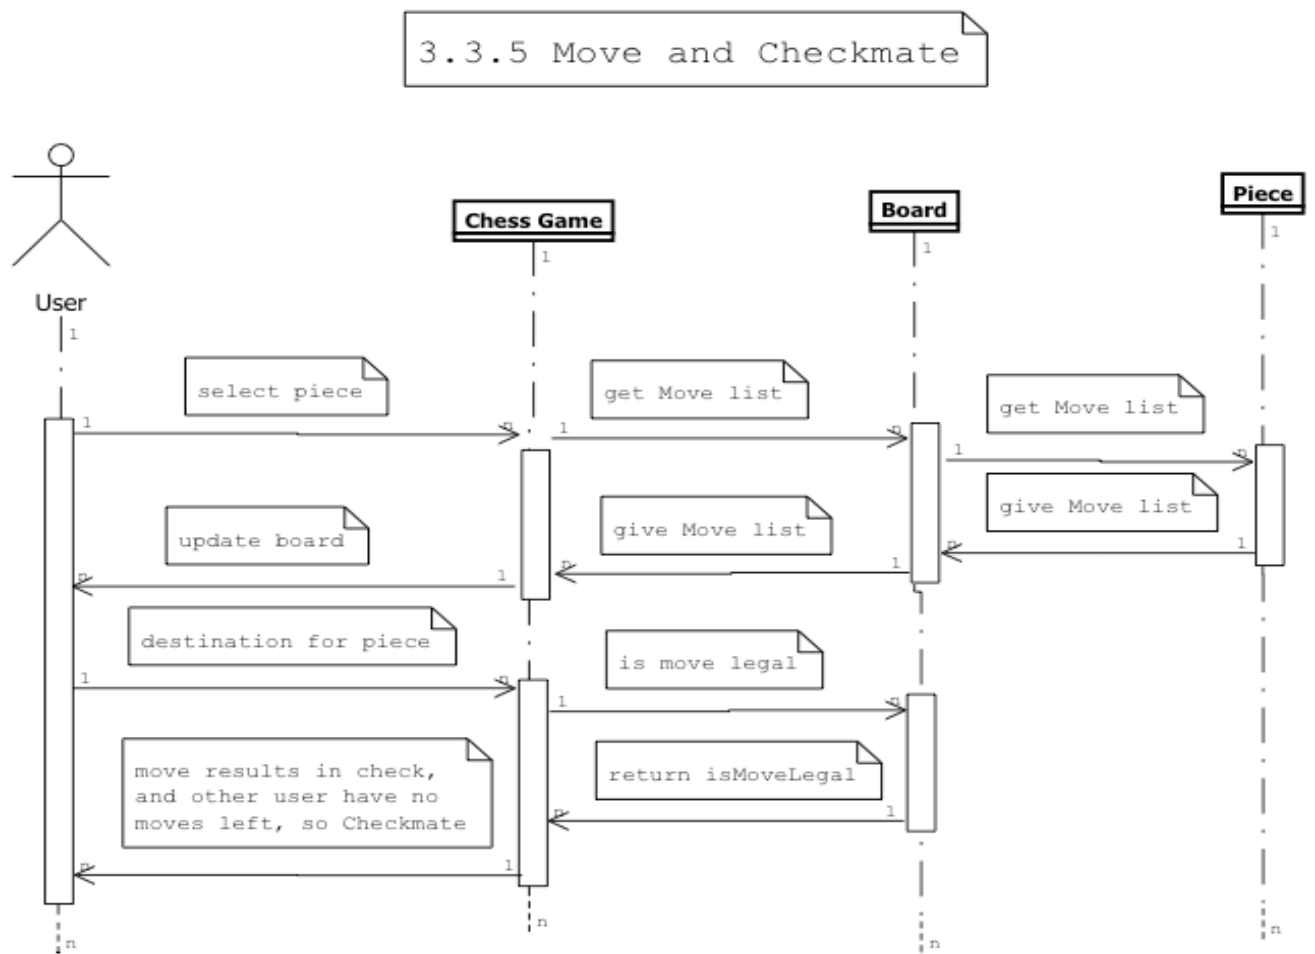 3.3.5 Move and Checkmate
User
Chess Game
Board
Piece
1
1
1
1
select piece
1
n
get Move list
1
n
get Move list
1
n
give Move list
1
n
give Move list
1
n
update board
1
n
destination for piece
1
n
is move legal
1
n
return isMoveLegal
1
n
move results in check,
and other user have no
moves left, so Checkmate
1
n
n
n
n
n